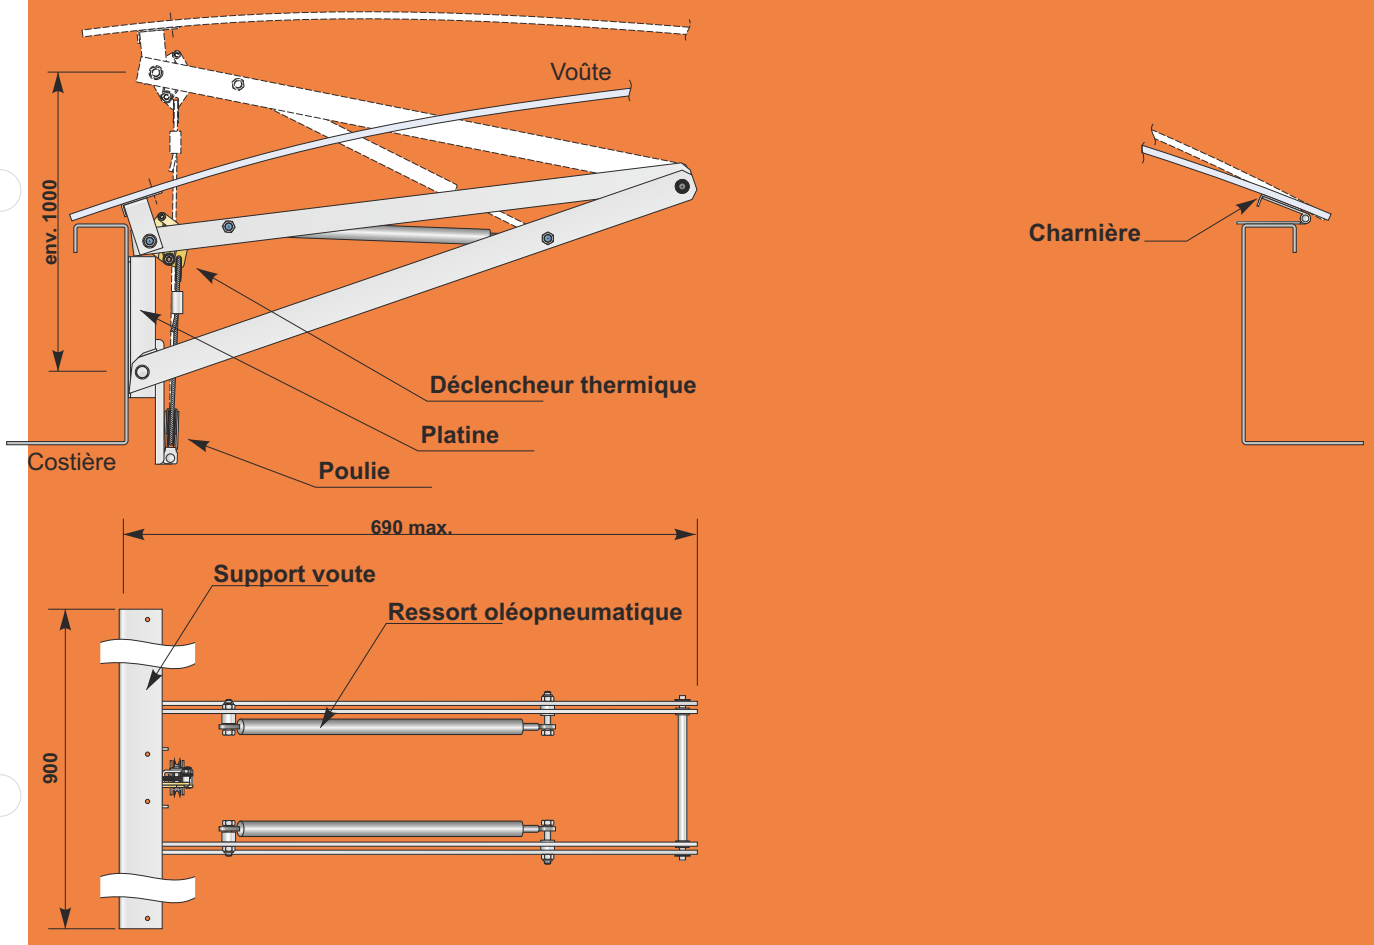 Voûte
env. 1000
Charnière
Déclencheur thermique
Platine
Costière
Poulie
690 max.
Support voute
Ressort oléopneumatique
900